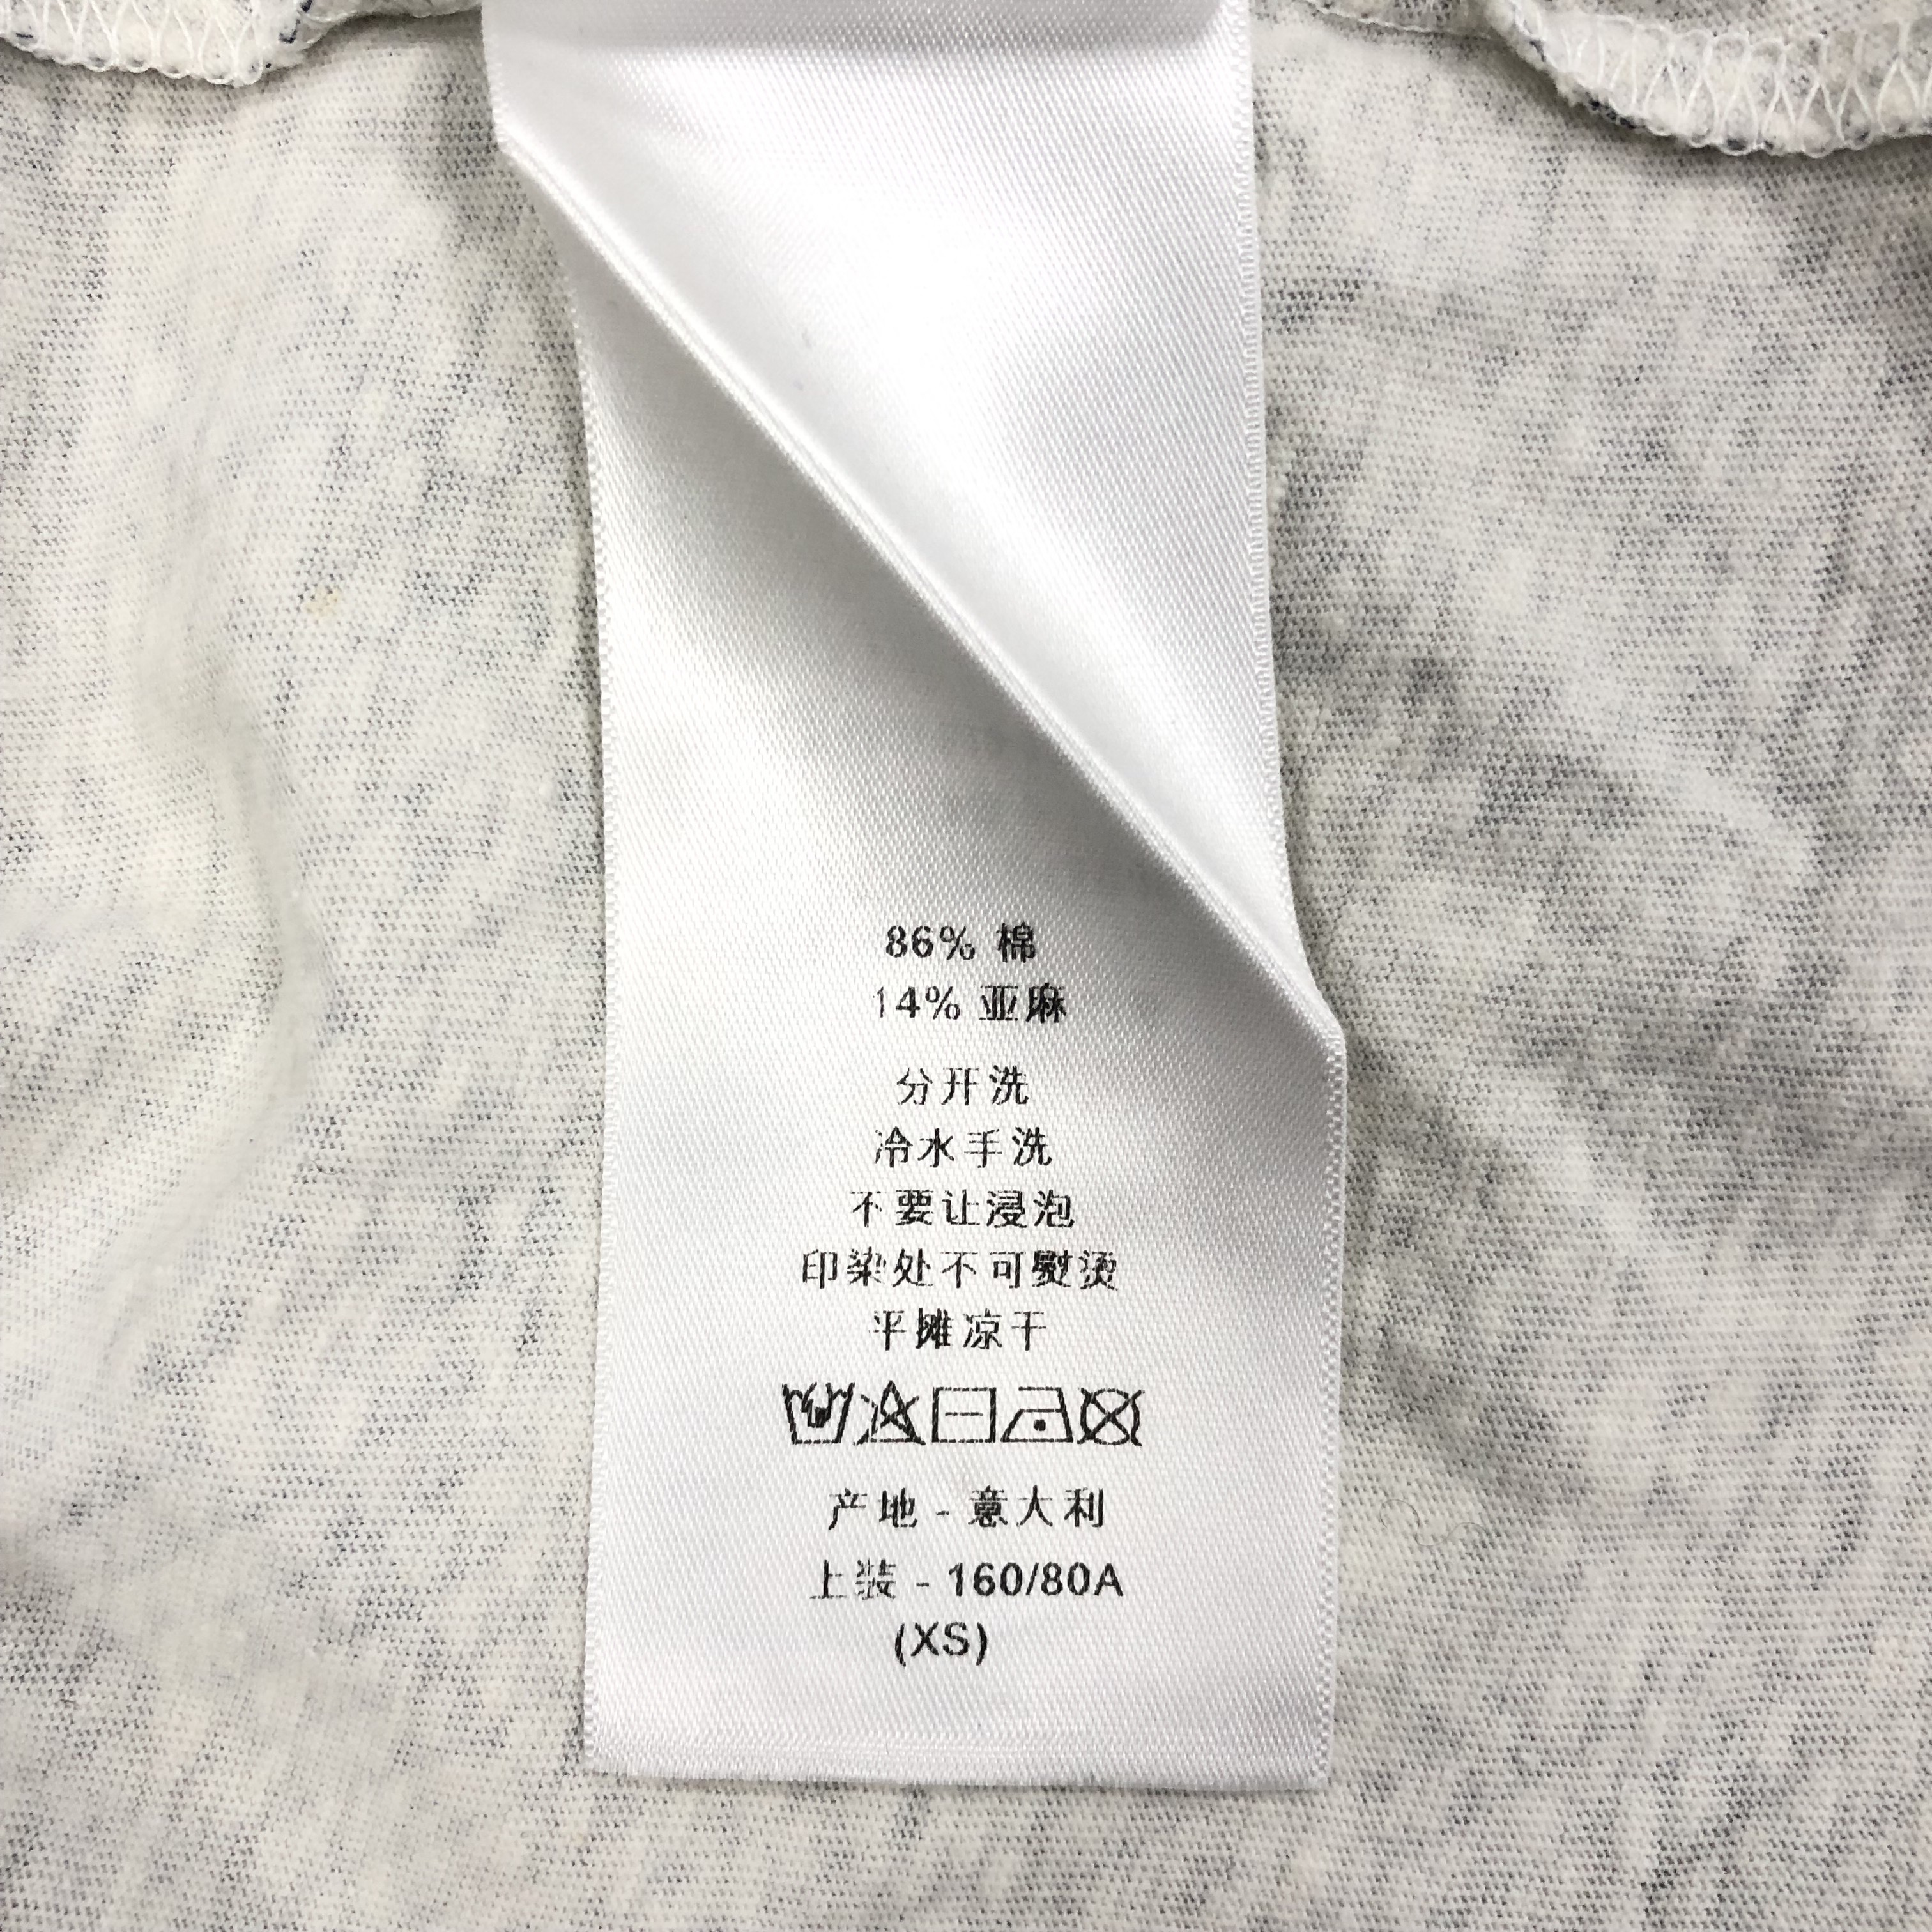 86% 棉
14% 亚麻
分开洗
冷水手洗
不要让浸泡
印染处不可熨烫
平摊凉干
产地 - 意大利
上装 - 160/80A
(XS)